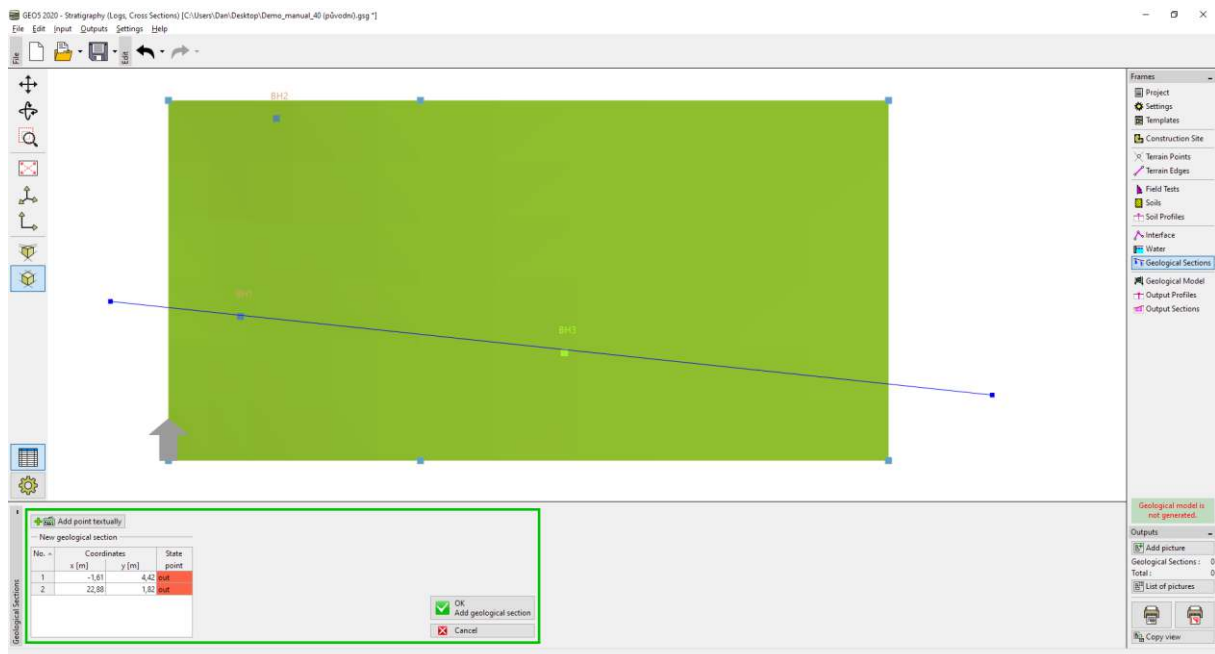 GEO5 2020 - Stratigraphy (Logs, Cross Sections) [C:\Users\Dan\Desktop\Demo_manual_40 (původní).gsg *]
File Edit Input Outputs Settings Help
File
Edit
BH2
BH1
BH3
Frames
Project
Settings
Templates
Construction Site
Terrain Points
Terrain Edges
Field Tests
Soils
Soil Profiles
Interface
Water
Geological Sections
Geological Model
Output Profiles
Output Sections
Geological model is
not generated.
Outputs
Add picture
Geological Sections : 0
Total : 0
List of pictures
Copy view
Geological Sections
Add point textually
New geological section
No. Coordinates State
x [m] y [m] point
1 -1,61 4,42 out
2 22,88 1,82 out
OK
Add geological section
Cancel